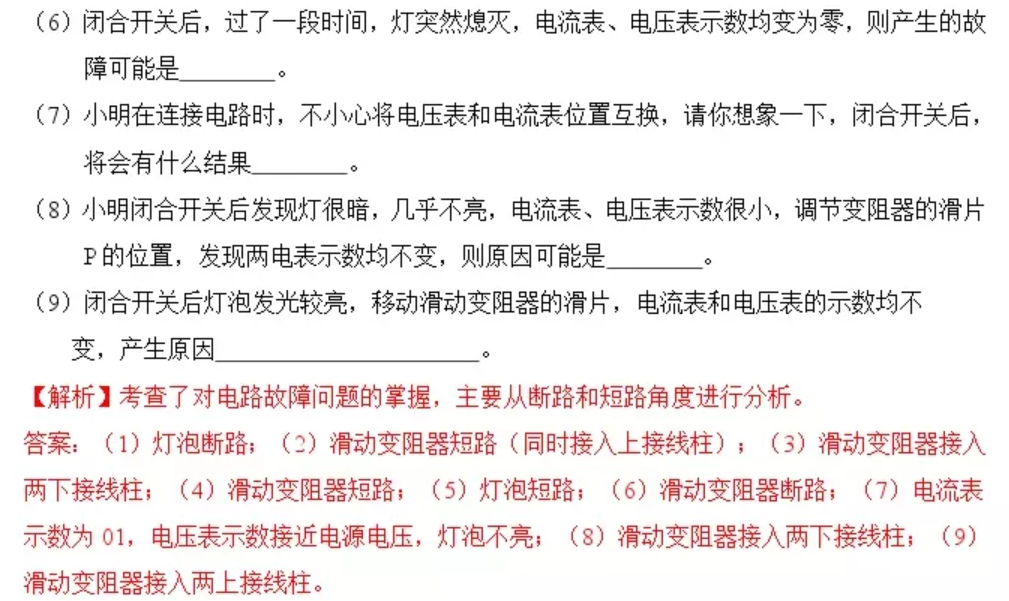 （6）闭合开关后，过了一段时间，灯突然熄灭，电流表、电压表示数均变为零，则产生的故
障可能是________。
（7）小明在连接电路时，不小心将电压表和电流表位置互换，请你想象一下，闭合开关后，
将会有什么结果________。
（8）小明闭合开关后发现灯很暗，几乎不亮，电流表、电压表示数很小，调节变阻器的滑片
P的位置，发现两电表示数均不变，则原因可能是________。
（9）闭合开关后灯泡发光较亮，移动滑动变阻器的滑片，电流表和电压表的示数均不
变，产生原因______________________。
【解析】考查了对电路故障问题的掌握，主要从断路和短路角度进行分析。
答案：（1）灯泡断路；（2）滑动变阻器短路（同时接入上接线柱）；（3）滑动变阻器接入
两下接线柱；（4）滑动变阻器短路；（5）灯泡短路；（6）滑动变阻器断路；（7）电流表
示数为 01，电压表示数接近电源电压，灯泡不亮；（8）滑动变阻器接入两下接线柱；（9）
滑动变阻器接入两上接线柱。